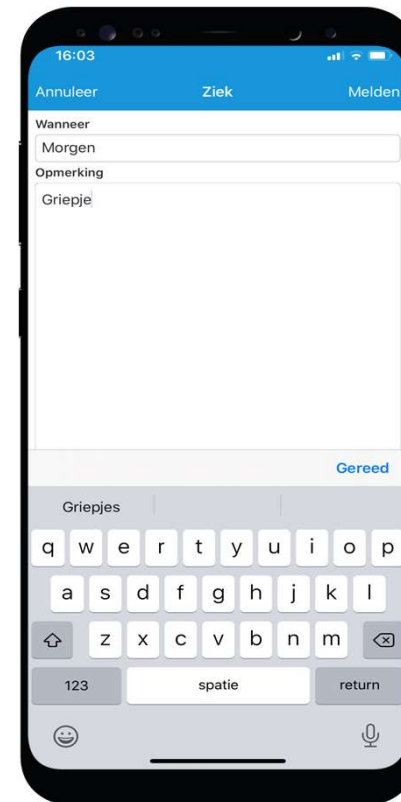 16:03
Annuleer Ziek Melden
Wanneer
Morgen
Opmerking
Griepje
Gereed
Griepjes
q w e r t y u i o p
a s d f g h j k l
z x c v b n m
123 spatie return